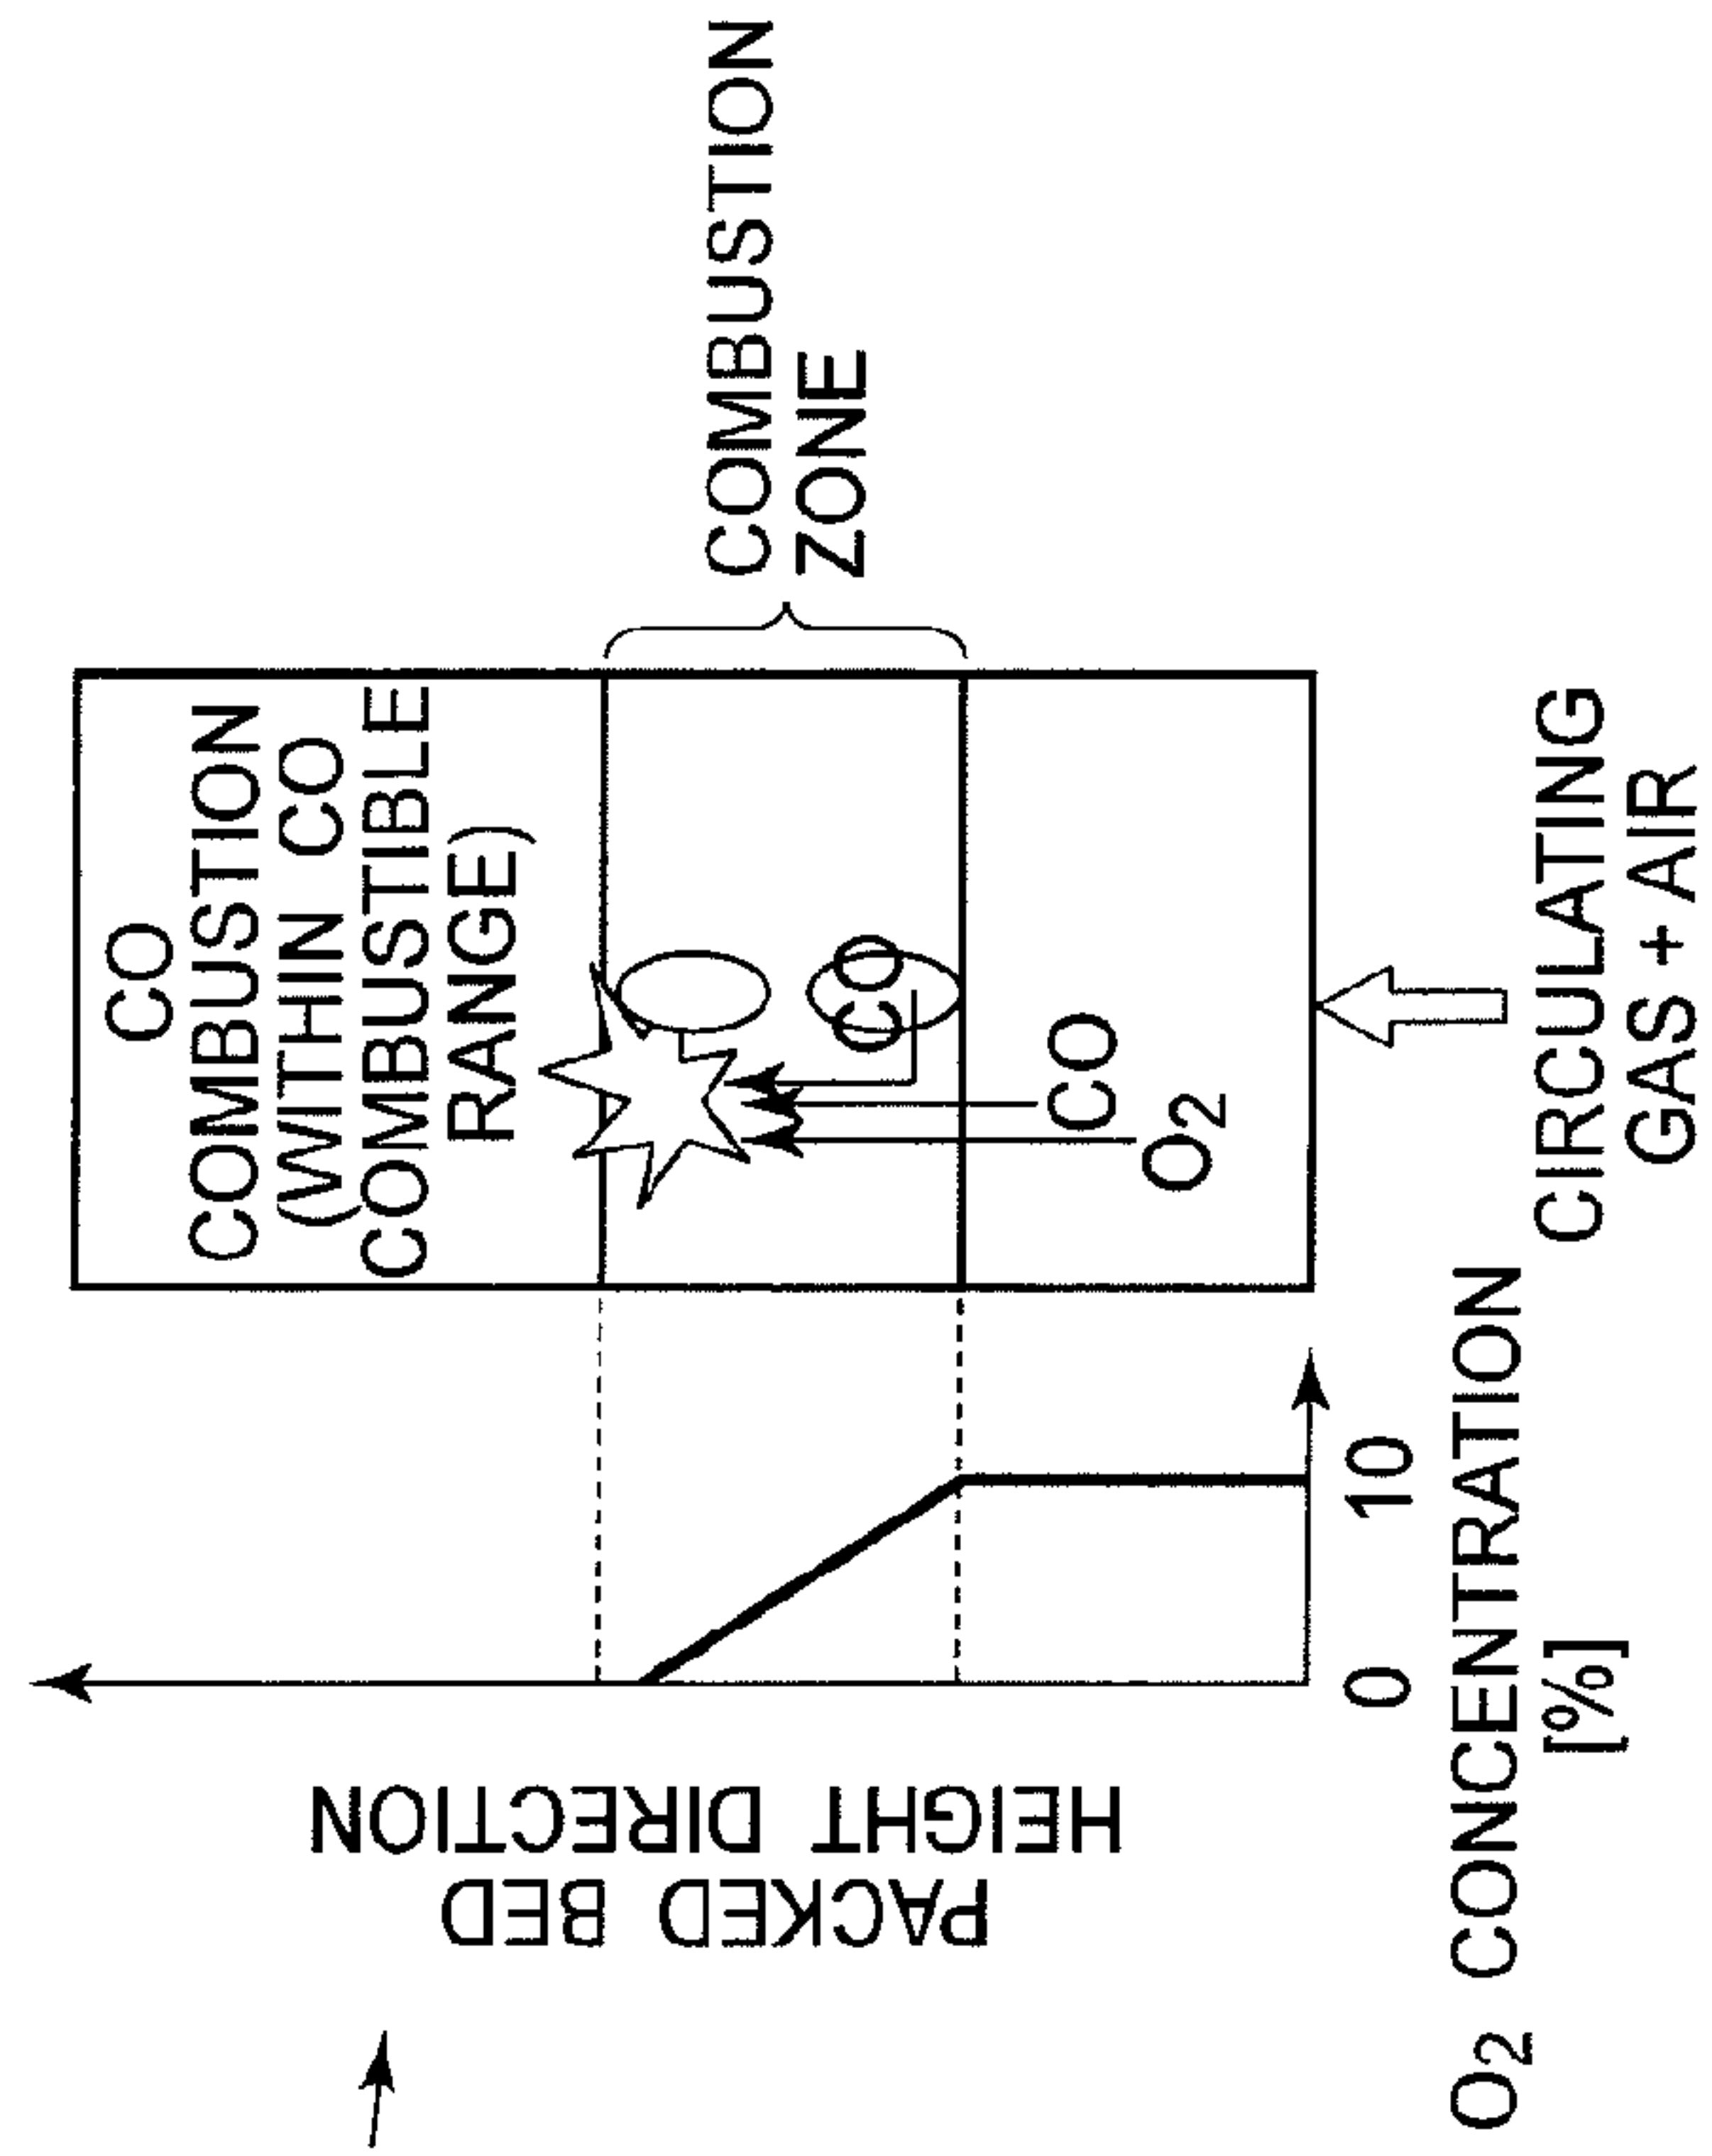 PACKED BED
HEIGHT DIRECTION
CO
COMBUSTION
(WITHIN CO
COMBUSTIBLE
RANGE)
CO
CO
O₂
COMBUSTION
ZONE
0 10
O₂ CONCENTRATION
[%]
CIRCULATING
GAS + AIR